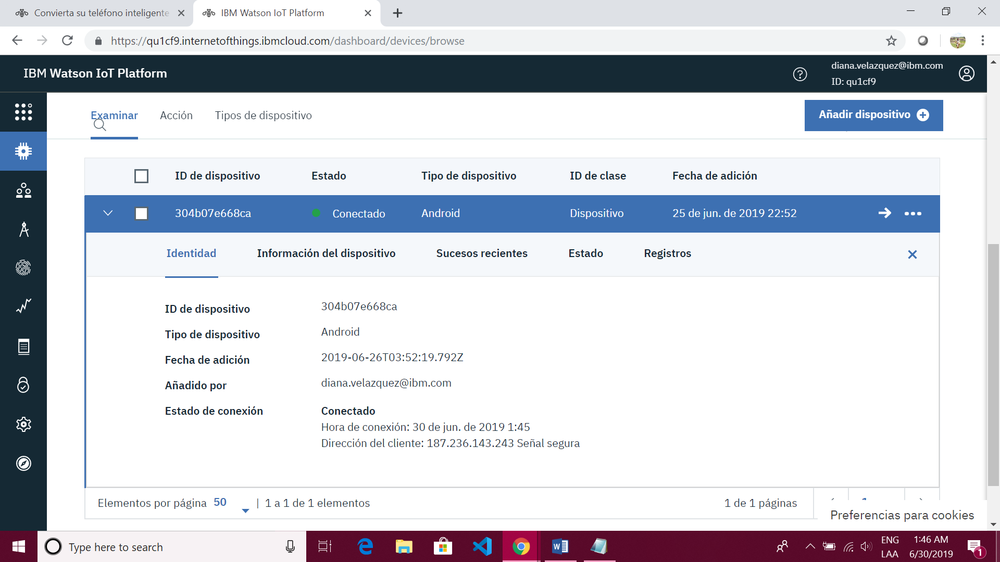 Convierta su teléfono inteligente
IBM Watson IoT Platform
https://qu1cf9.internetofthings.ibmcloud.com/dashboard/devices/browse
IBM Watson IoT Platform
diana.velazquez@ibm.com
ID: qu1cf9
Examinar Acción Tipos de dispositivo
Añadir dispositivo
ID de dispositivo Estado Tipo de dispositivo ID de clase Fecha de adición
304b07e668ca Conectado Android Dispositivo 25 de jun. de 2019 22:52
Identidad Información del dispositivo Sucesos recientes Estado Registros
ID de dispositivo 304b07e668ca
Tipo de dispositivo Android
Fecha de adición 2019-06-26T03:52:19.792Z
Añadido por diana.velazquez@ibm.com
Estado de conexión Conectado
Hora de conexión: 30 de jun. de 2019 1:45
Dirección del cliente: 187.236.143.243 Señal segura
Elementos por página 50 | 1 a 1 de 1 elementos 1 de 1 páginas 1
Preferencias para cookies
Type here to search
ENG
LAA
1:46 AM
6/30/2019
1